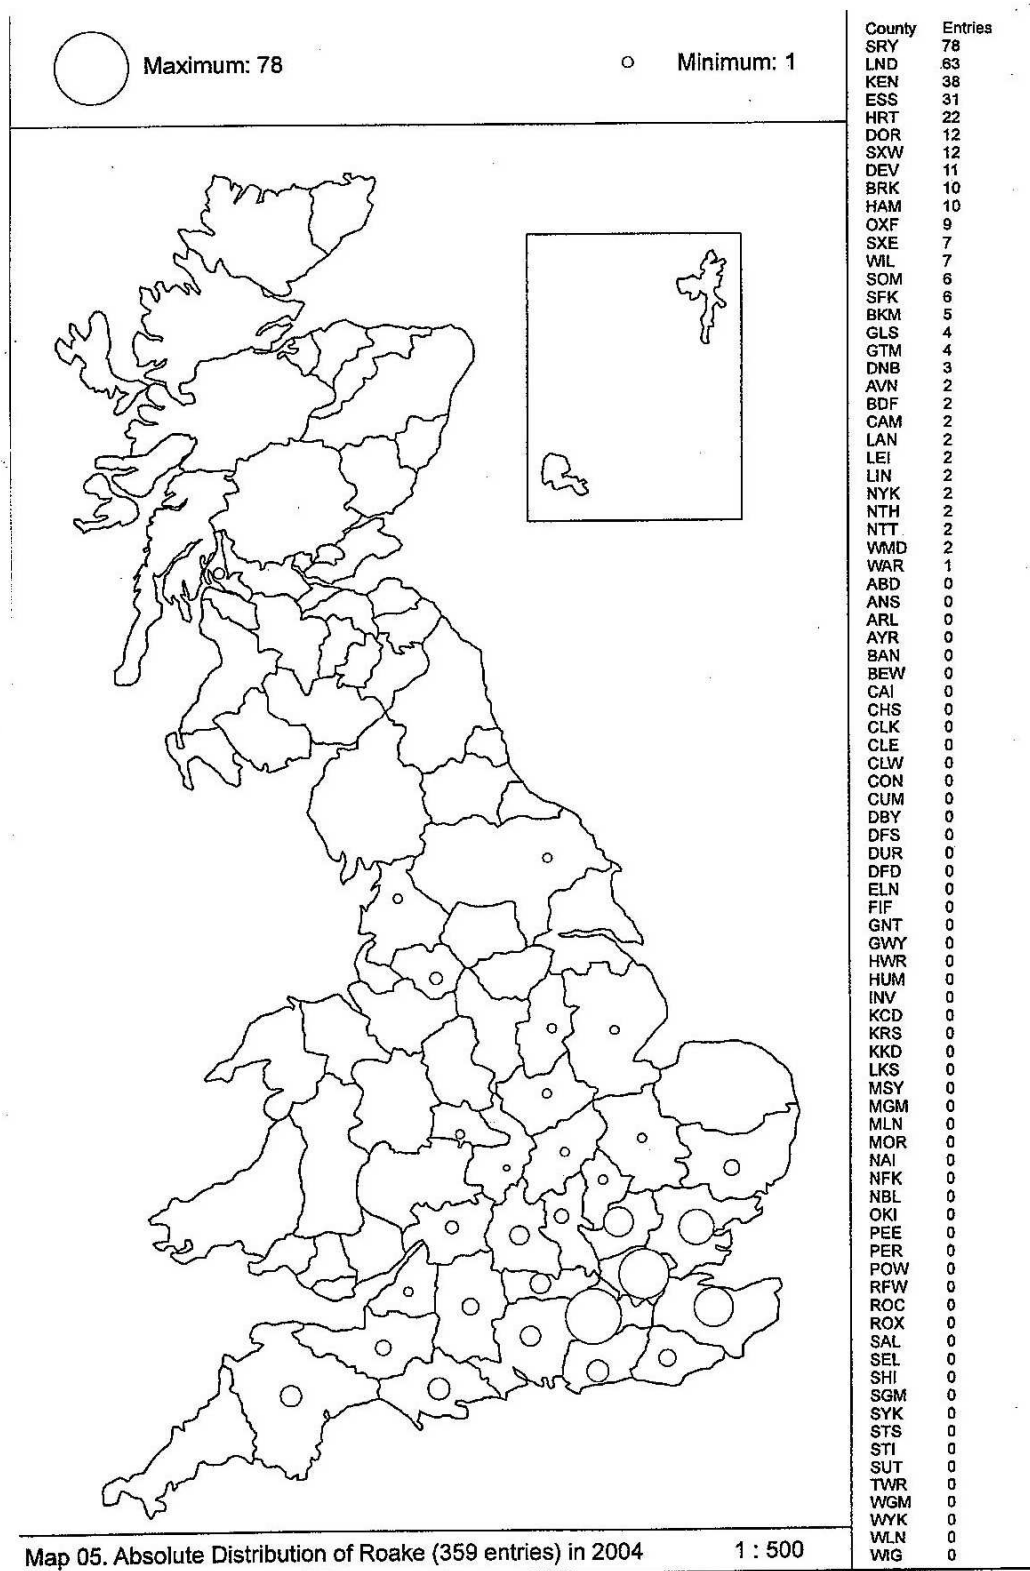 Maximum: 78
Minimum: 1
County Entries
SRY 78
LND 63
KEN 38
ESS 31
HRT 22
DOR 12
SXW 12
DEV 11
BRK 10
HAM 10
OXF 9
SXE 7
WIL 7
SOM 6
SFK 6
BKM 5
GLS 4
GTM 4
DNB 3
AVN 2
BDF 2
CAM 2
LAN 2
LEI 2
LIN 2
NYK 2
NTH 2
NTT 2
WMD 2
WAR 1
ABD 0
ANS 0
ARL 0
AYR 0
BAN 0
BEW 0
CAI 0
CHS 0
CLK 0
CLE 0
CLW 0
CON 0
CUM 0
DBY 0
DFS 0
DUR 0
DFD 0
ELN 0
FIF 0
GNT 0
GWY 0
HWR 0
HUM 0
INV 0
KCD 0
KRS 0
KKD 0
LKS 0
MSY 0
MGM 0
MLN 0
MOR 0
NAI 0
NFK 0
NBL 0
OKI 0
PEE 0
PER 0
POW 0
RFW 0
ROC 0
ROX 0
SAL 0
SEL 0
SHI 0
SGM 0
SYK 0
STS 0
STI 0
SUT 0
TWR 0
WGM 0
WYK 0
WLN 0
WIG 0
Map 05. Absolute Distribution of Roake (359 entries) in 2004
1 : 500